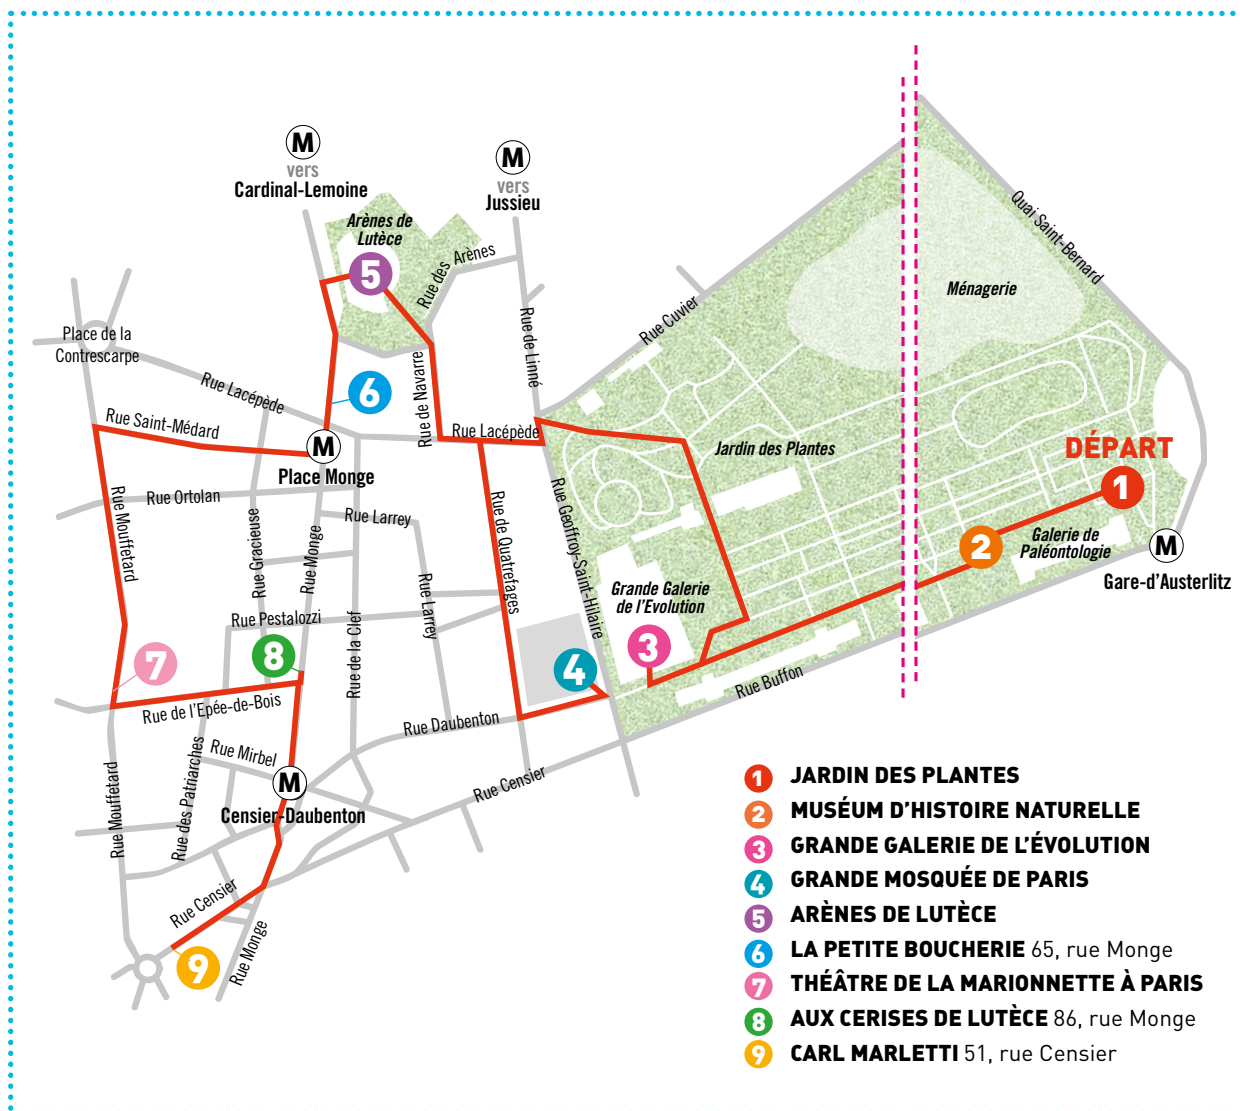 M
vers
Cardinal-Lemoine
M
vers
Jussieu
Arènes de
Lutèce
5
Rue des Arènes
Quai Saint-Bernard
Ménagerie
Rue Cuvier
Place de la
Contrescarpe
Rue de Linné
Rue Lacépède
6
Rue de Navarre
Rue Saint-Médard
Rue Lacépède
M
Place Monge
Jardin des Plantes
DÉPART
1
Rue Ortolan
Rue Mouffetard
Rue Gracieuse
Rue Monge
Rue Larrey
Rue de Quatrefages
Rue Geoffroy-Saint-Hilaire
2
Galerie de
Paléontologie
M
Gare-d'Austerlitz
Grande Galerie
de l'Evolution
3
Rue Larrey
Rue Pestalozzi
Rue de la Clef
7
8
4
Rue Buffon
Rue de l'Epée-de-Bois
Rue Daubenton
Rue Mirbel
Rue des Patriarches
Rue Mouffetard
M
Censier-Daubenton
Rue Censier
Rue Censier
9
Rue Monge
1 JARDIN DES PLANTES
2 MUSÉUM D'HISTOIRE NATURELLE
3 GRANDE GALERIE DE L'ÉVOLUTION
4 GRANDE MOSQUÉE DE PARIS
5 ARÈNES DE LUTÈCE
6 LA PETITE BOUCHERIE 65, rue Monge
7 THÉÂTRE DE LA MARIONNETTE À PARIS
8 AUX CERISES DE LUTÈCE 86, rue Monge
9 CARL MARLETTI 51, rue Censier